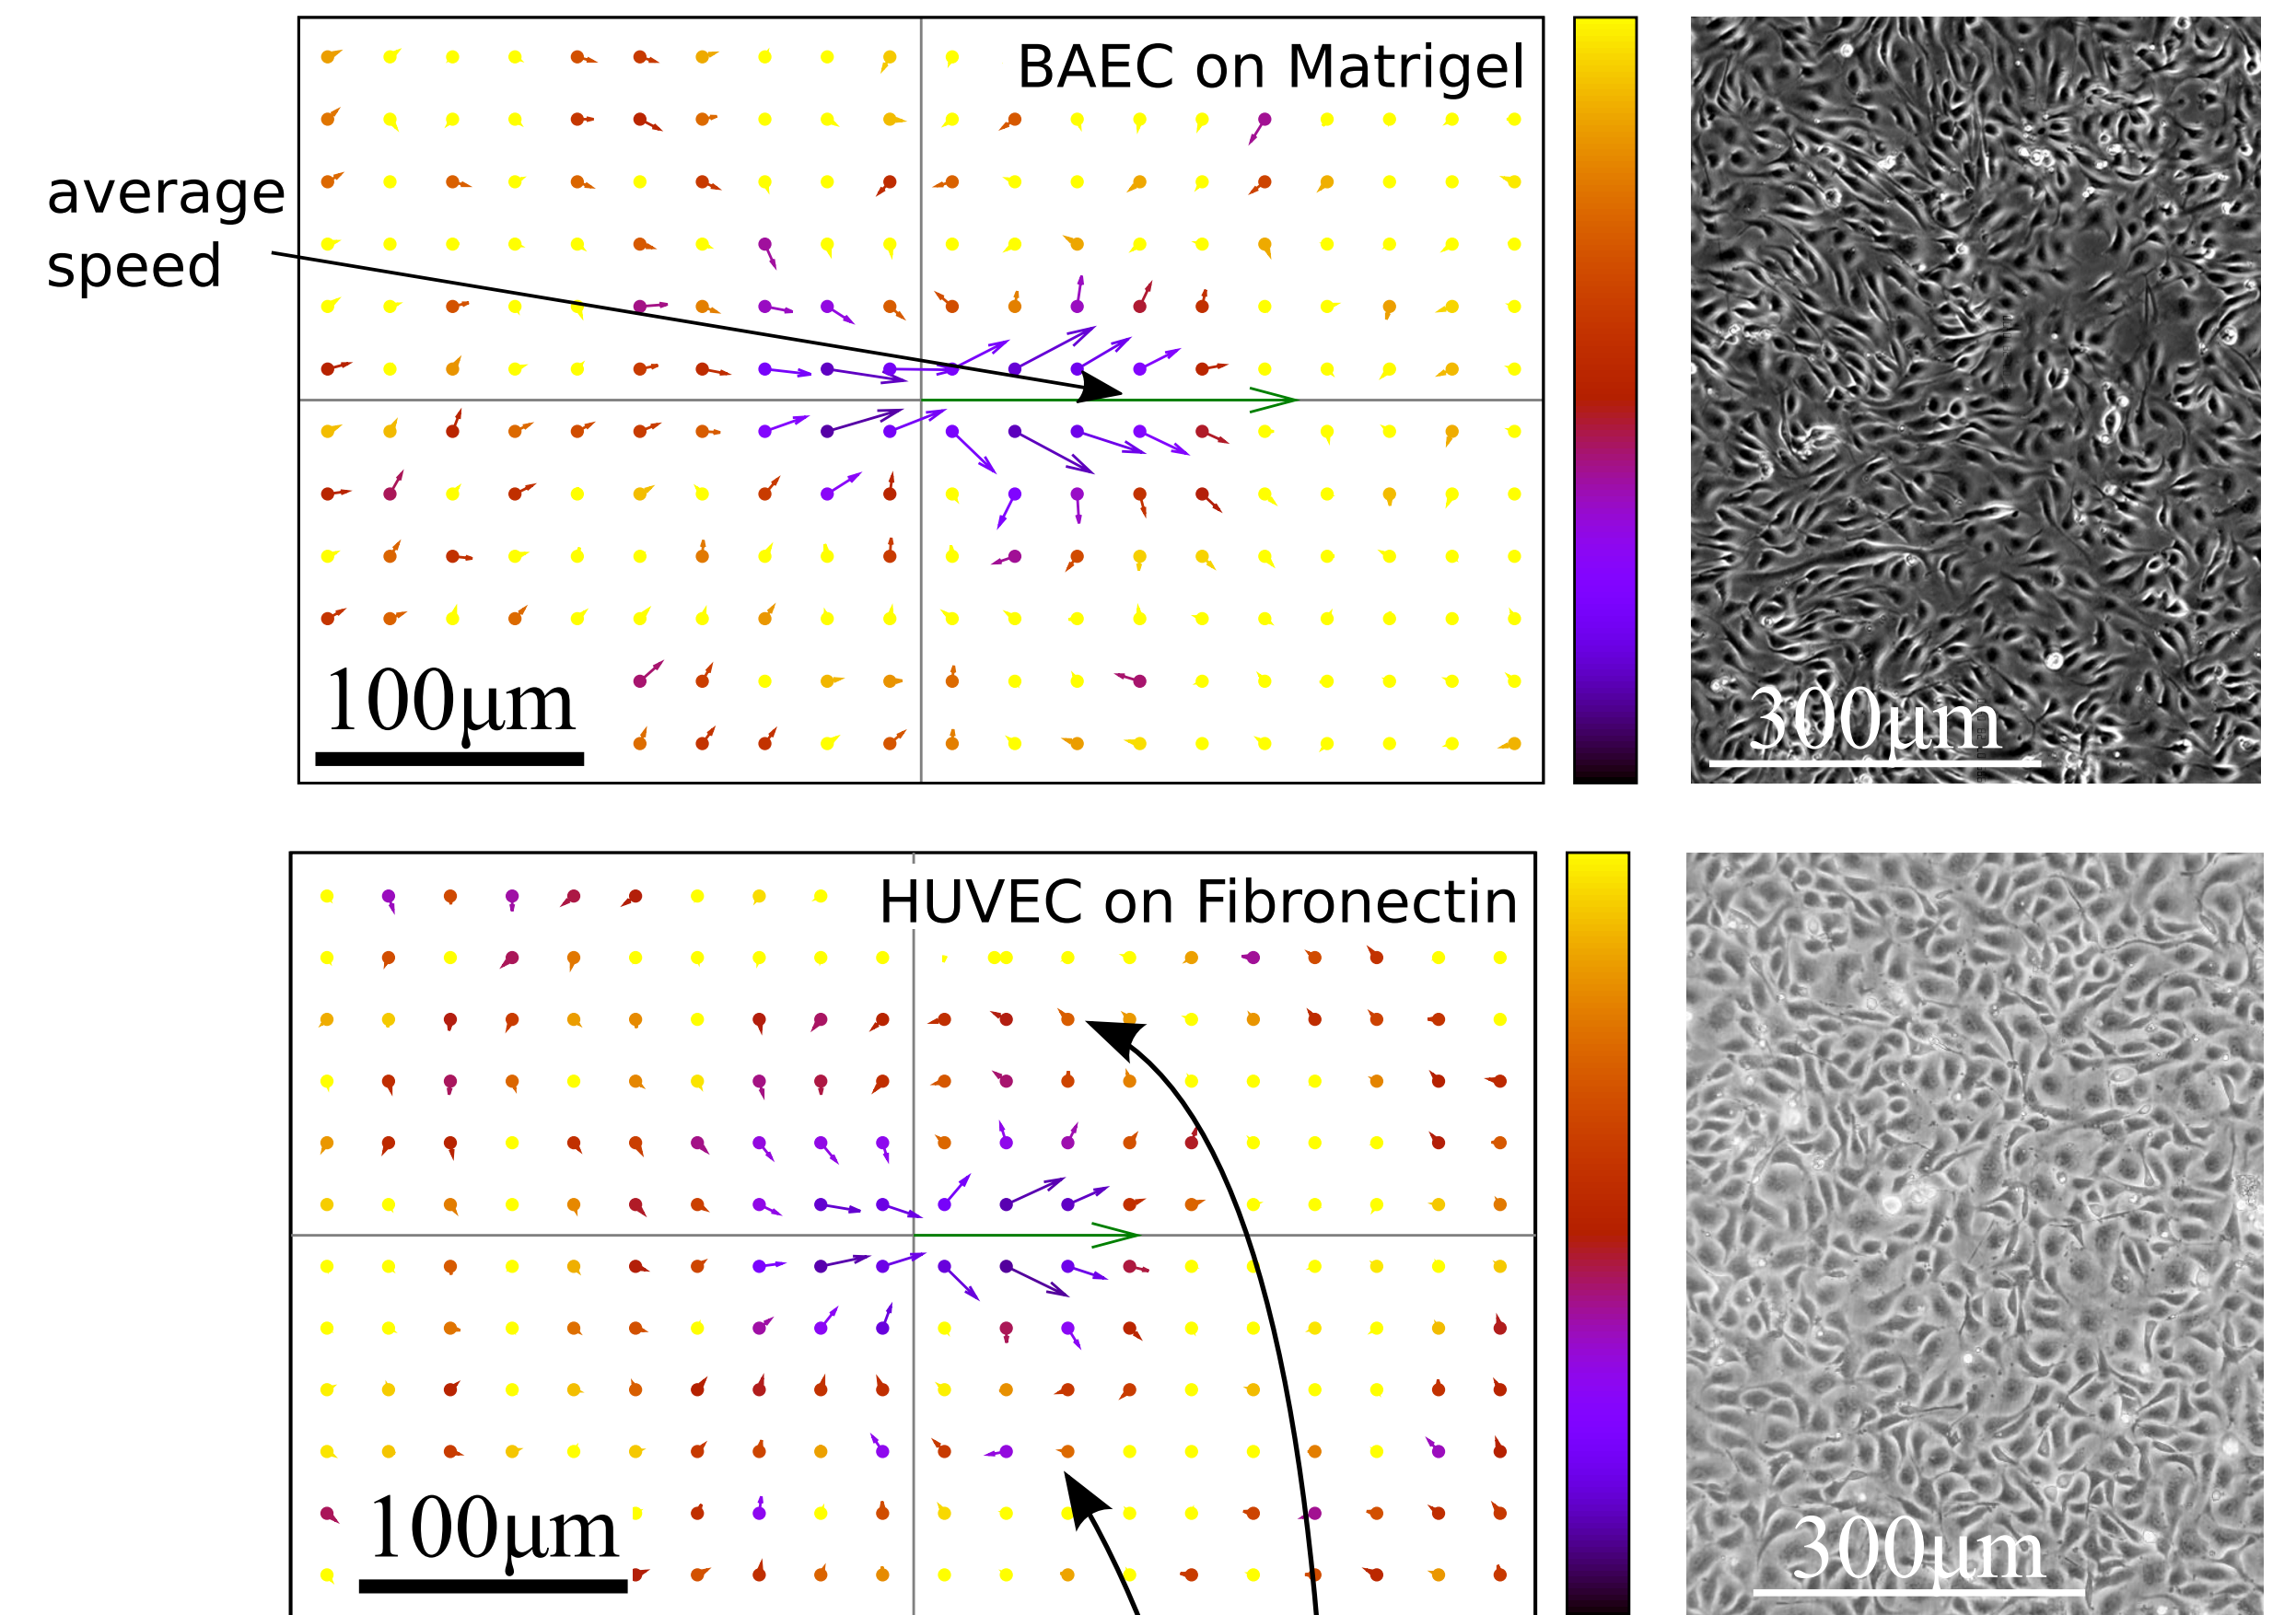 BAEC on Matrigel
average
speed
100μm
300μm
HUVEC on Fibronectin
100μm
300μm